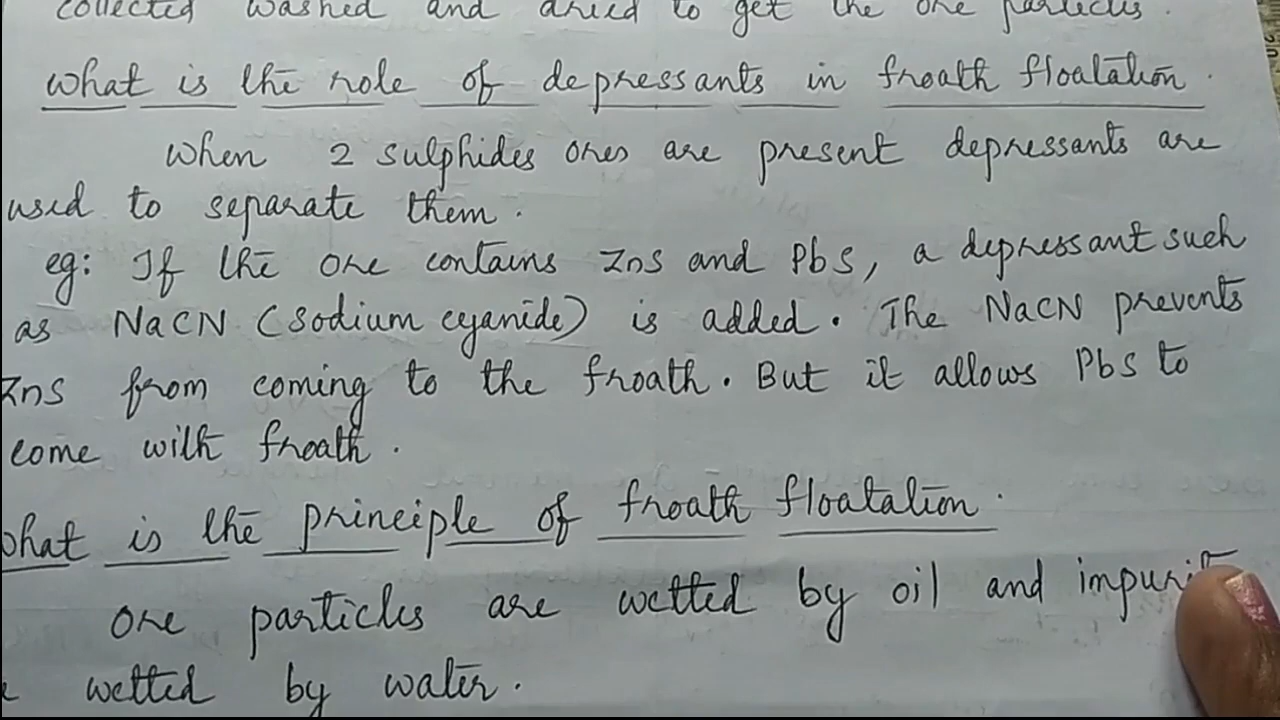 collected washed and dried to get the ore particles.
What is the role of depressants in froath floatation.
When 2 sulphides ores are present depressants are
used to separate them.
eg: If the ore contains ZnS and PbS, a depressant such
as NaCN (Sodium cyanide) is added. The NaCN prevents
ZnS from coming to the froath. But it allows PbS to
come with froath.
What is the principle of froath floatation.
Ore particles are wetted by oil and
wetted by water.